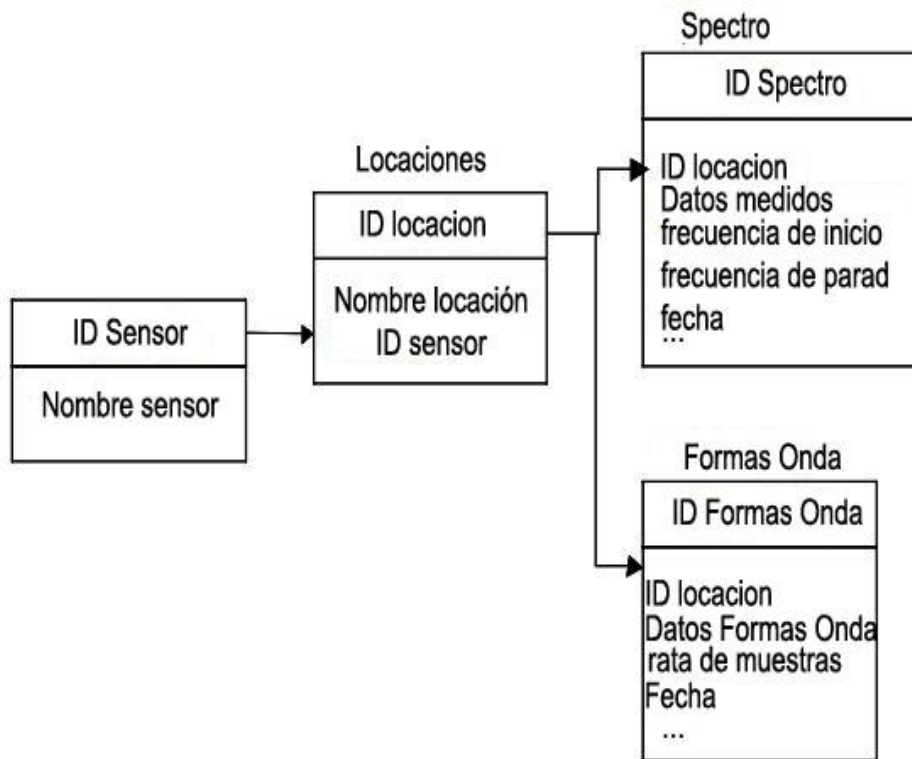 Spectro
ID Spectro
ID locacion
Datos medidos
frecuencia de inicio
frecuencia de parad
fecha
...
Locaciones
ID locacion
Nombre locación
ID sensor
ID Sensor
Nombre sensor
Formas Onda
ID Formas Onda
ID locacion
Datos Formas Onda
rata de muestras
Fecha
...